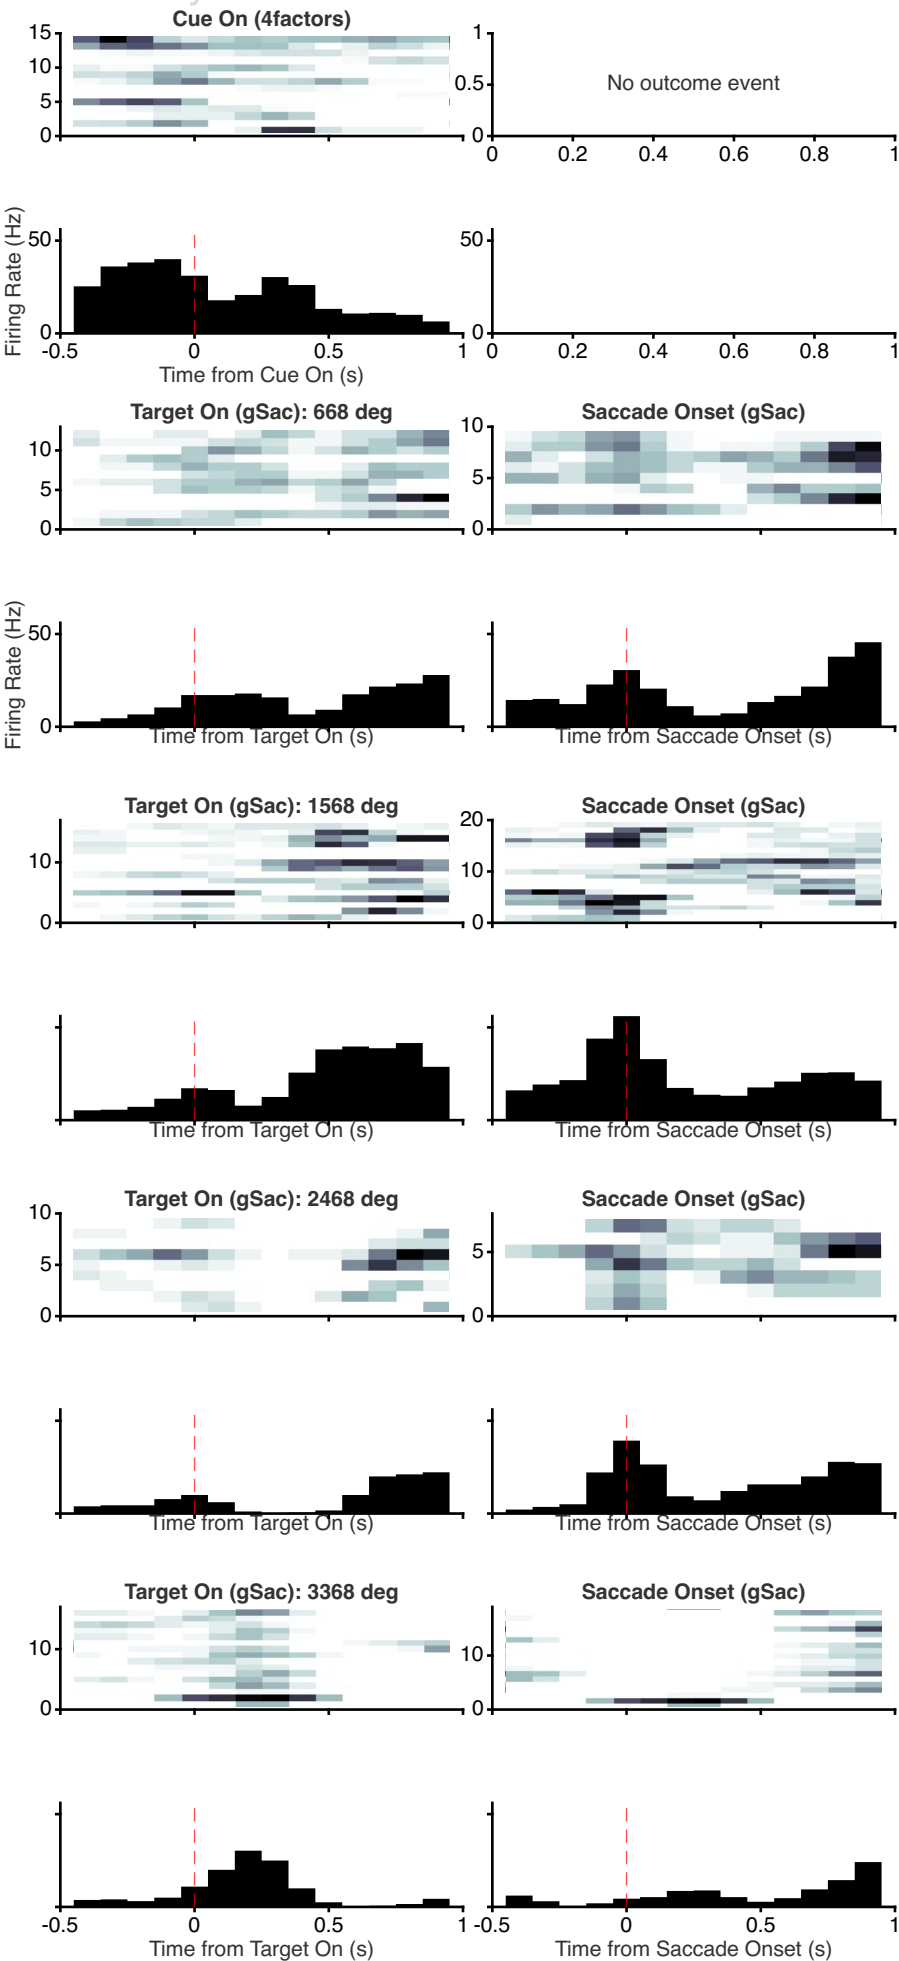 Cue On (4factors)
15
10
5
0
1
0.5
0
No outcome event
0 0.2 0.4 0.6 0.8 1
Firing Rate (Hz)
50
0
-0.5 0 0.5 1
Time from Cue On (s)
50
0
0 0.2 0.4 0.6 0.8 1
Target On (gSac): 668 deg
10
5
0
Saccade Onset (gSac)
10
5
0
Firing Rate (Hz)
50
0
Time from Target On (s)
Time from Saccade Onset (s)
Target On (gSac): 1568 deg
10
0
Saccade Onset (gSac)
20
10
0
Time from Target On (s)
Time from Saccade Onset (s)
Target On (gSac): 2468 deg
10
5
0
Saccade Onset (gSac)
5
0
Time from Target On (s)
Time from Saccade Onset (s)
Target On (gSac): 3368 deg
10
0
Saccade Onset (gSac)
10
0
-0.5 0 0.5 1
Time from Target On (s)
-0.5 0 0.5 1
Time from Saccade Onset (s)